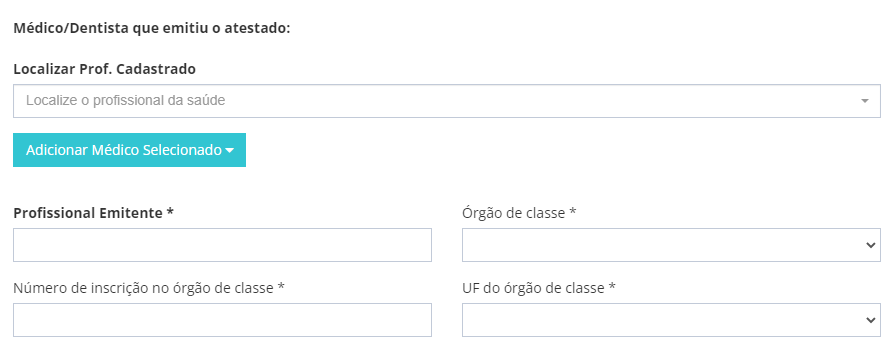 Médico/Dentista que emitiu o atestado:
Localizar Prof. Cadastrado
Localize o profissional da saúde
Adicionar Médico Selecionado
Profissional Emitente *
Órgão de classe *
Número de inscrição no órgão de classe *
UF do órgão de classe *